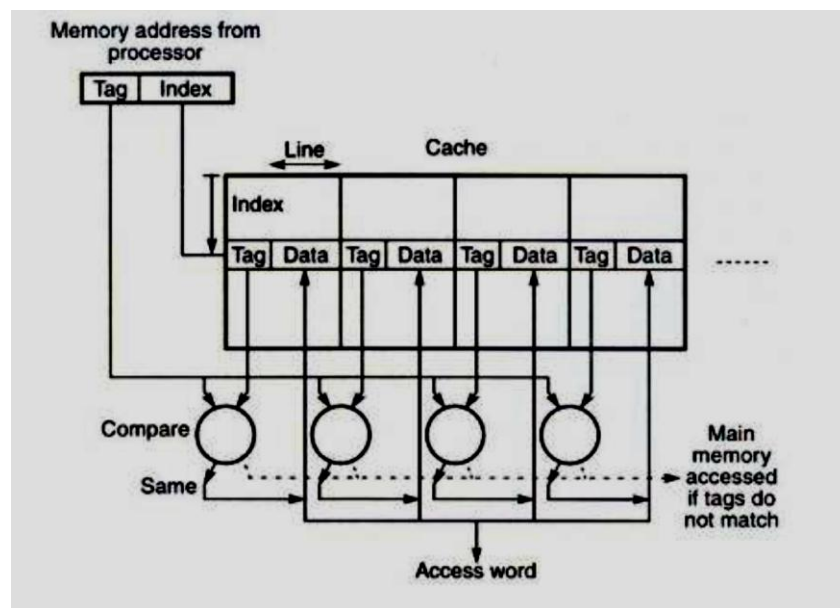 Memory address from
processor
Tag Index
Line
Cache
Index
Tag Data Tag Data Tag Data Tag Data
Compare
Same
Main
memory
accessed
if tags do
not match
Access word